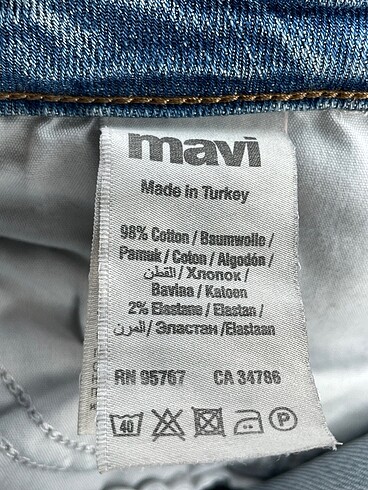 mavi
Made in Turkey
98% Cotton / Baumwolle /
Pamuk / Coton / Algodón /
القطن / Хлопок /
Bavina / Katoen
2% Elastane / Elastan /
المرن / Эластан /Elastaan
RN 95767 CA 34786
40 P